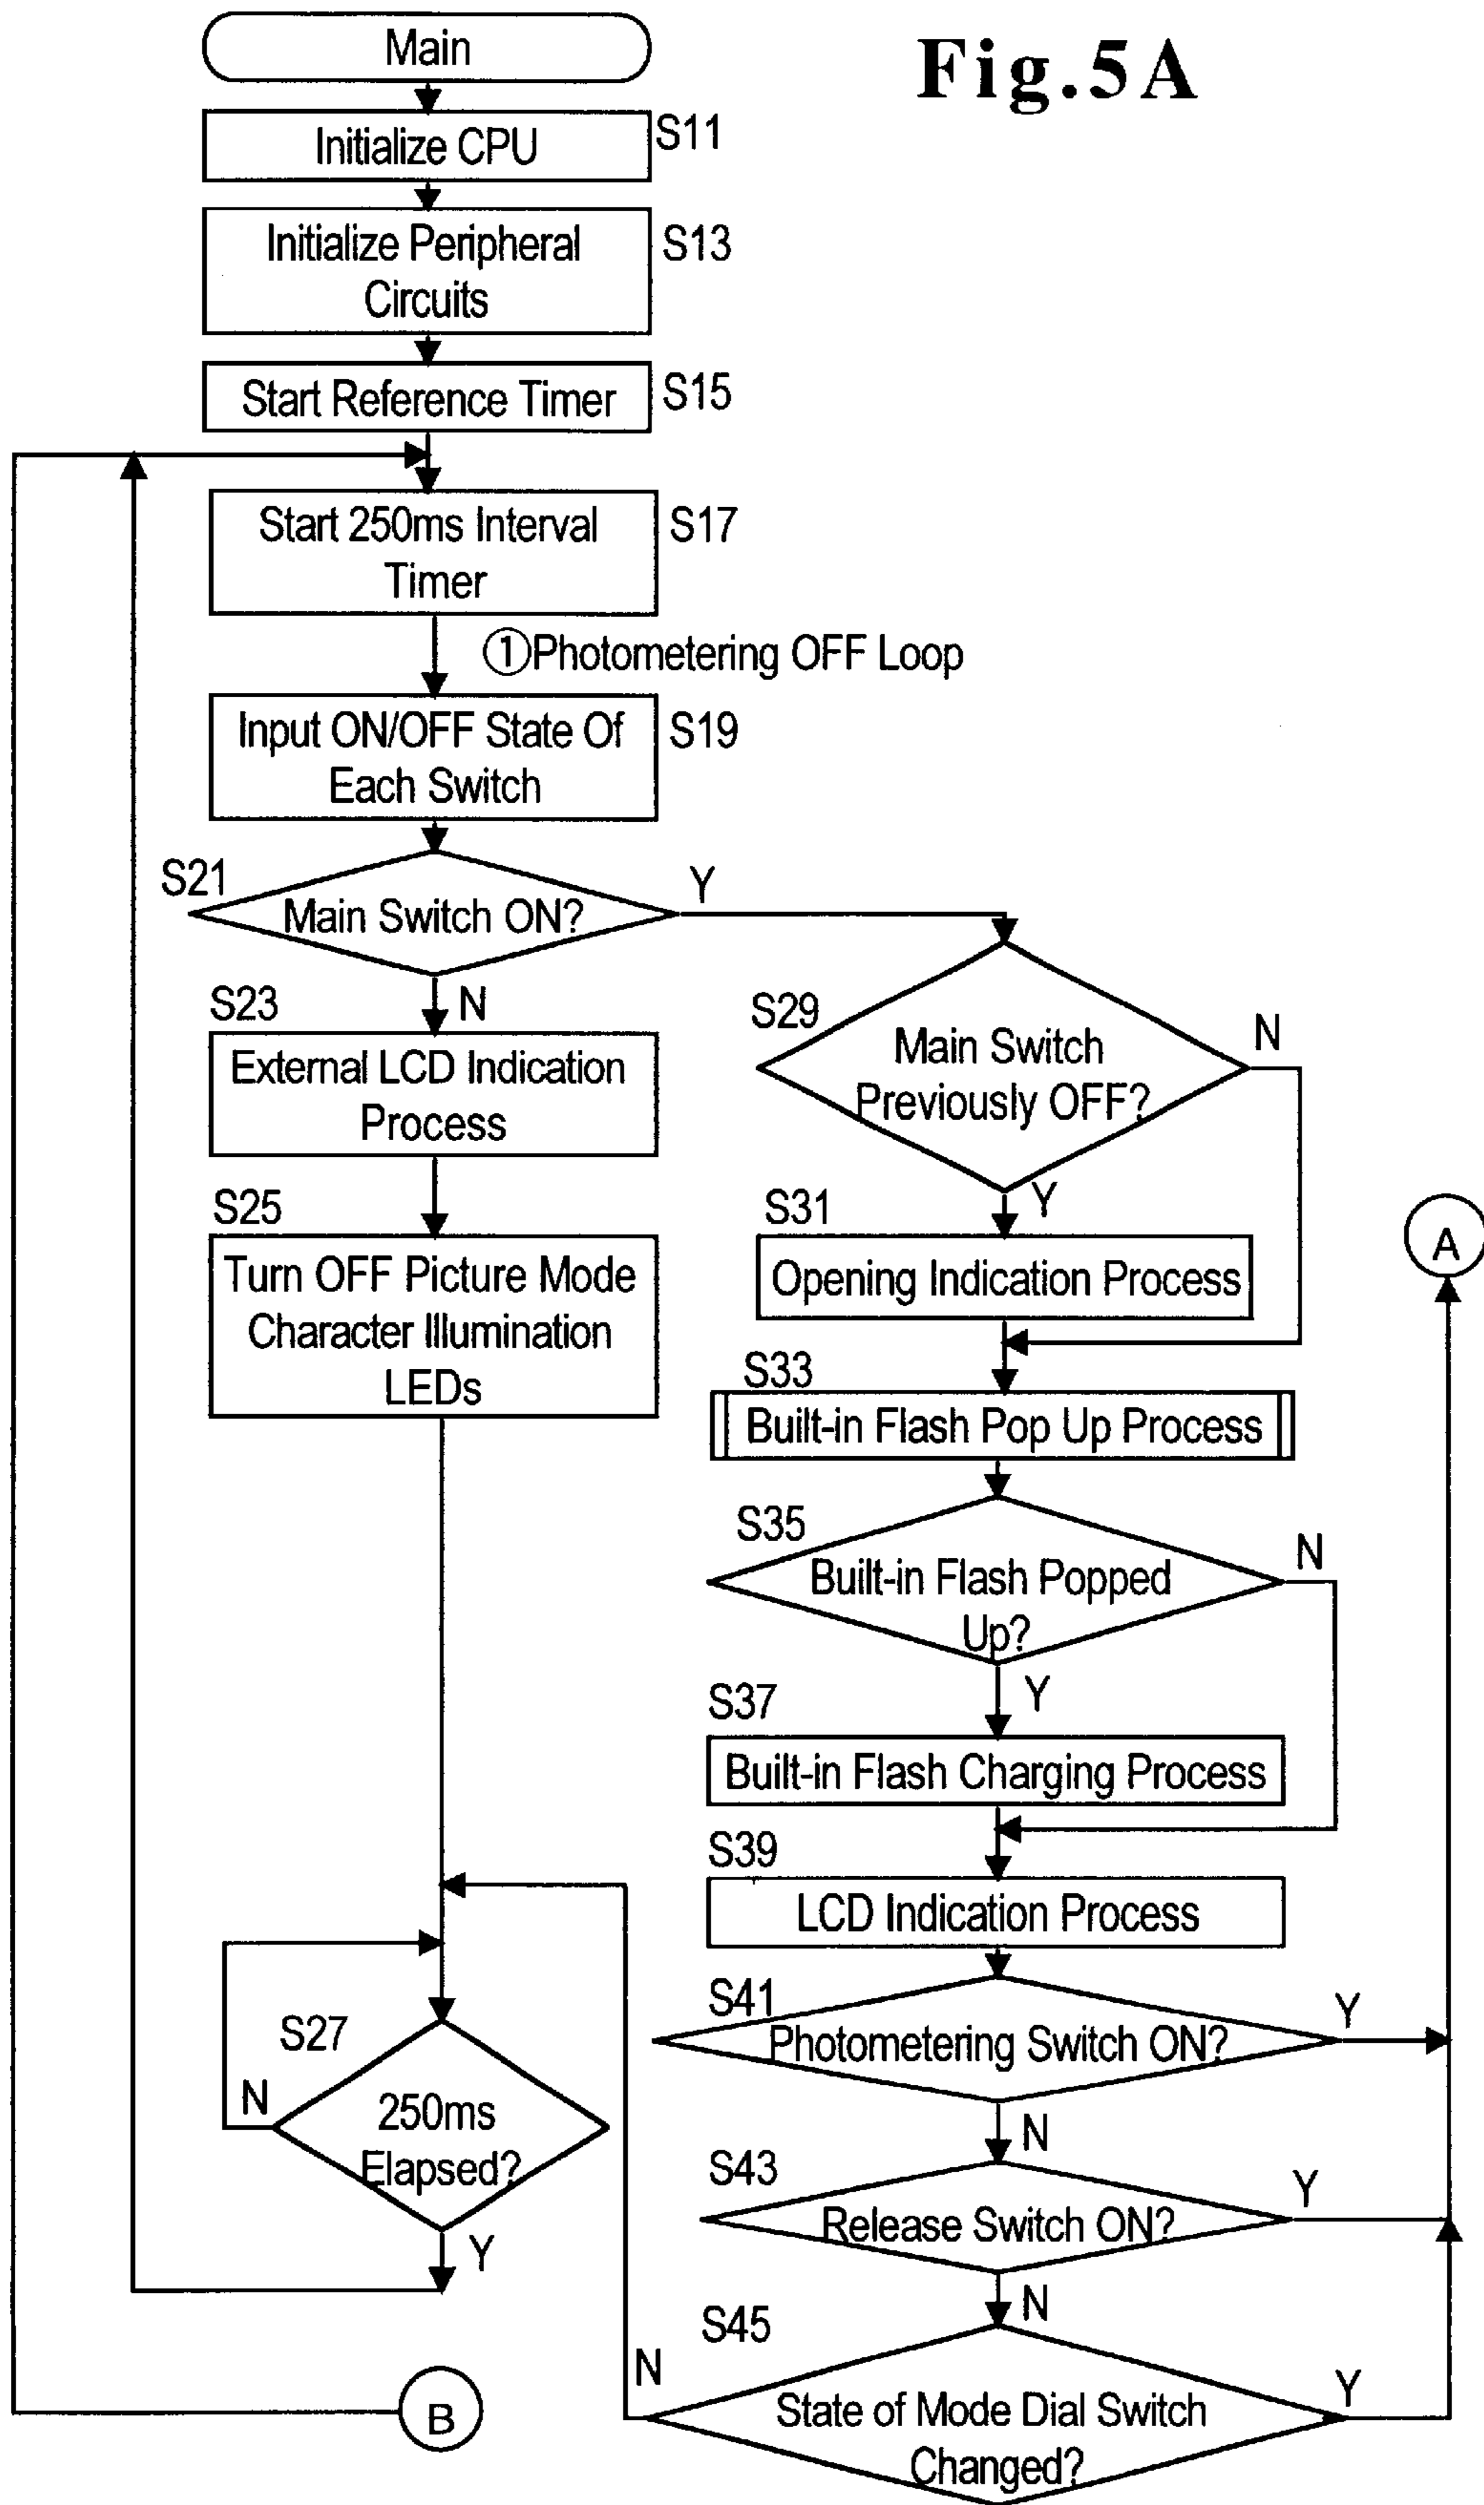 Fig.5A
Main
Initialize CPU
S11
Initialize Peripheral
Circuits
S13
Start Reference Timer
S15
Start 250ms Interval
Timer
S17
①Photometering OFF Loop
Input ON/OFF State Of
Each Switch
S19
S21
Main Switch ON?
Y
N
S23
External LCD Indication
Process
S25
Turn OFF Picture Mode
Character Illumination
LEDs
S27
250ms
Elapsed?
N
Y
B
S29
Main Switch
Previously OFF?
N
Y
S31
Opening Indication Process
A
S33
Built-in Flash Pop Up Process
S35
Built-in Flash Popped
Up?
N
Y
S37
Built-in Flash Charging Process
S39
LCD Indication Process
S41
Photometering Switch ON?
Y
N
S43
Release Switch ON?
Y
N
S45
State of Mode Dial Switch
Changed?
N
Y